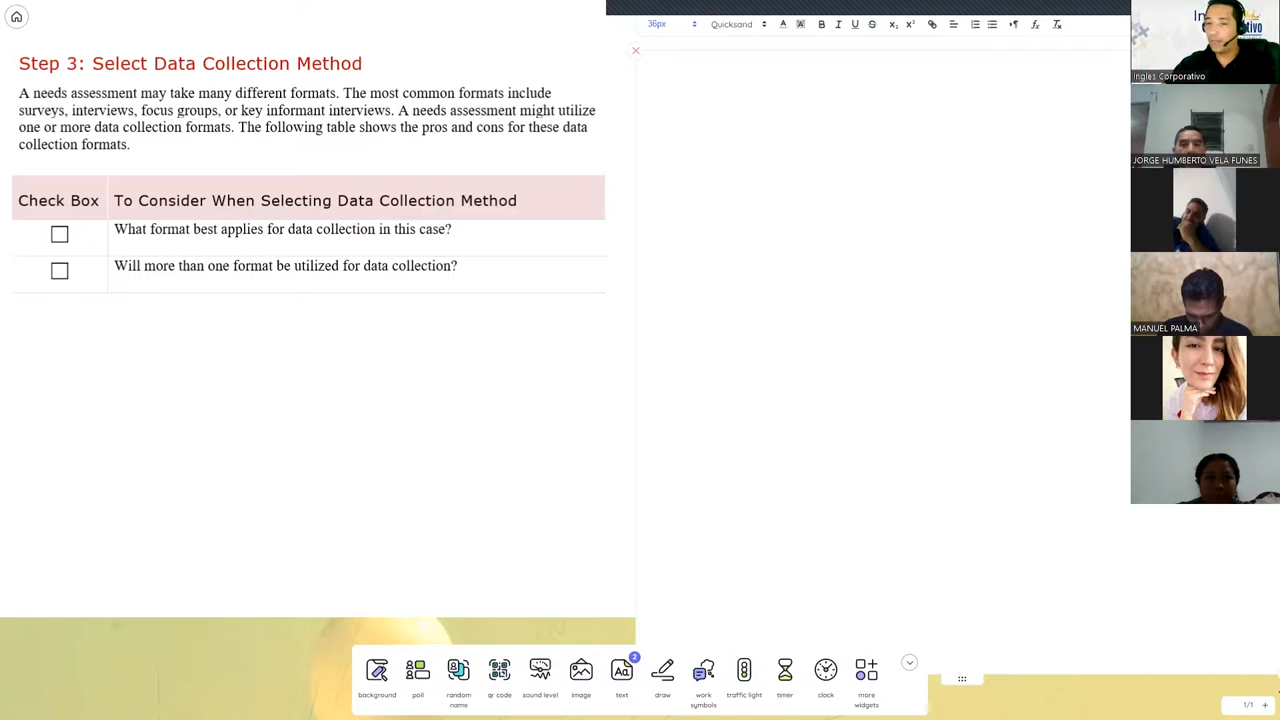 Step 3: Select Data Collection Method
A needs assessment may take many different formats. The most common formats include
surveys, interviews, focus groups, or key informant interviews. A needs assessment might utilize
one or more data collection formats. The following table shows the pros and cons for these data
collection formats.
Check Box To Consider When Selecting Data Collection Method
What format best applies for data collection in this case?
Will more than one format be utilized for data collection?
36px Quicksand A A B I U S x₂ x² fx Tx
Ingles Corporativo
JORGE HUMBERTO VELA FUNES
MANUEL PALMA
2
Aa
background poll random name qr code sound level image text draw work symbols traffic light timer clock more widgets
1/1 +